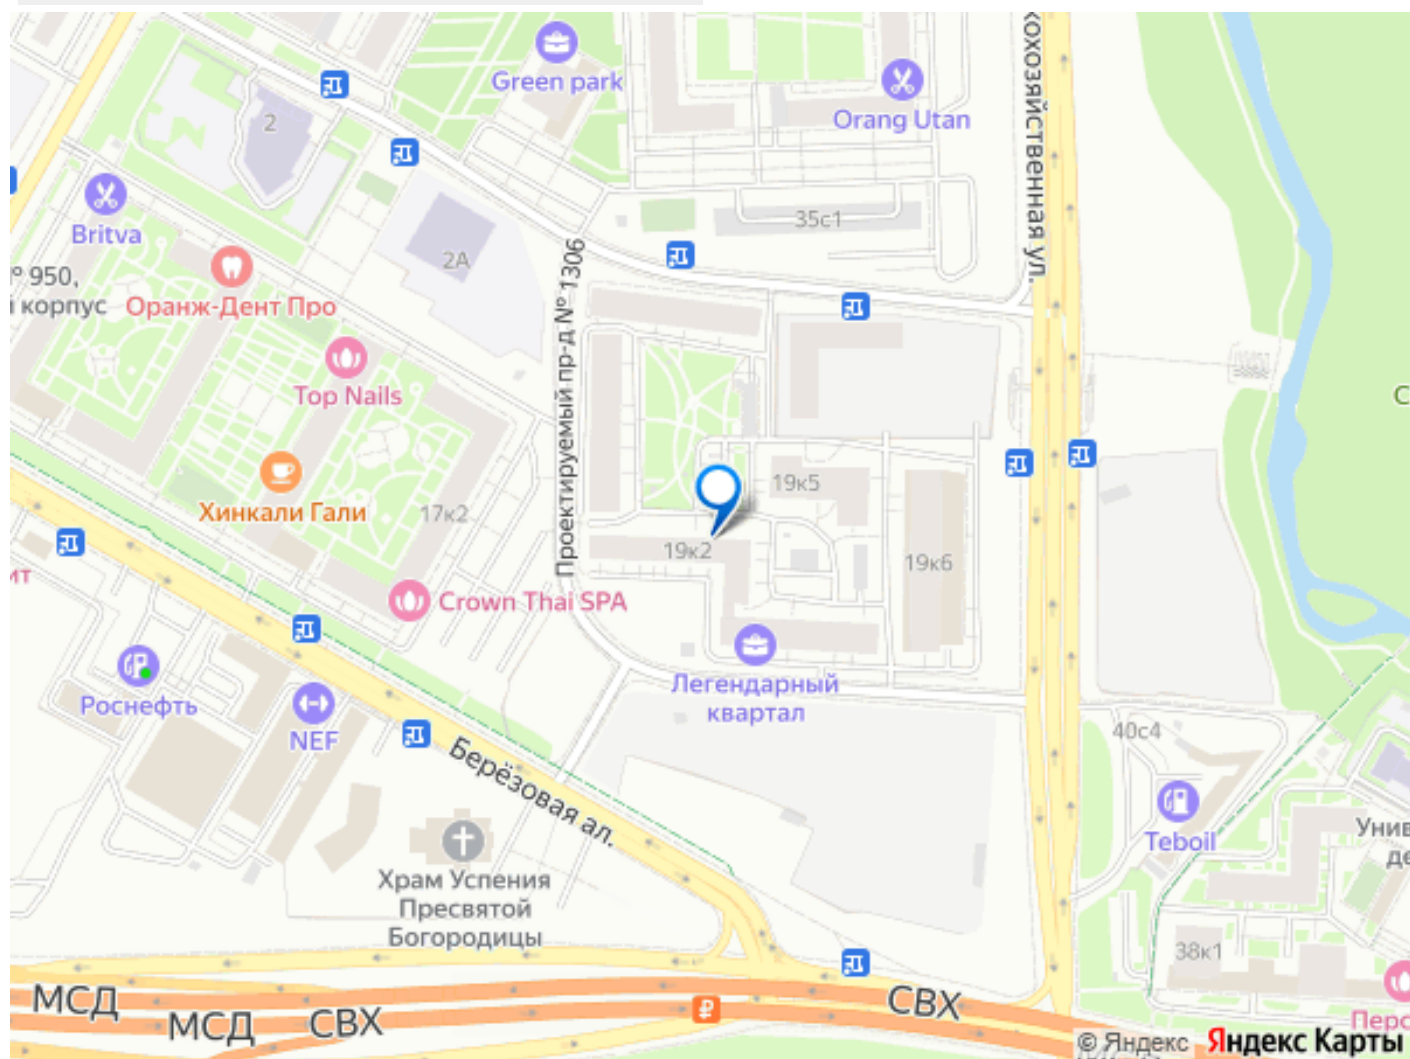 Green park
Orang Utan
кохозяйственная ул.
2
35с1
Britva
2А
№ 950,
корпус
Оранж-Дент Про
Проектируемый пр-д № 1306
Top Nails
Хинкали Гали
17к2
19к5
19к2
19к6
Crown Thai SPA
Роснефть
NEF
Легендарный
квартал
Берёзовая ал.
40с4
Teboil
Храм Успения
Пресвятой
Богородицы
38к1
МСД
МСД
СВХ
СВХ
© Яндекс
Яндекс Карты